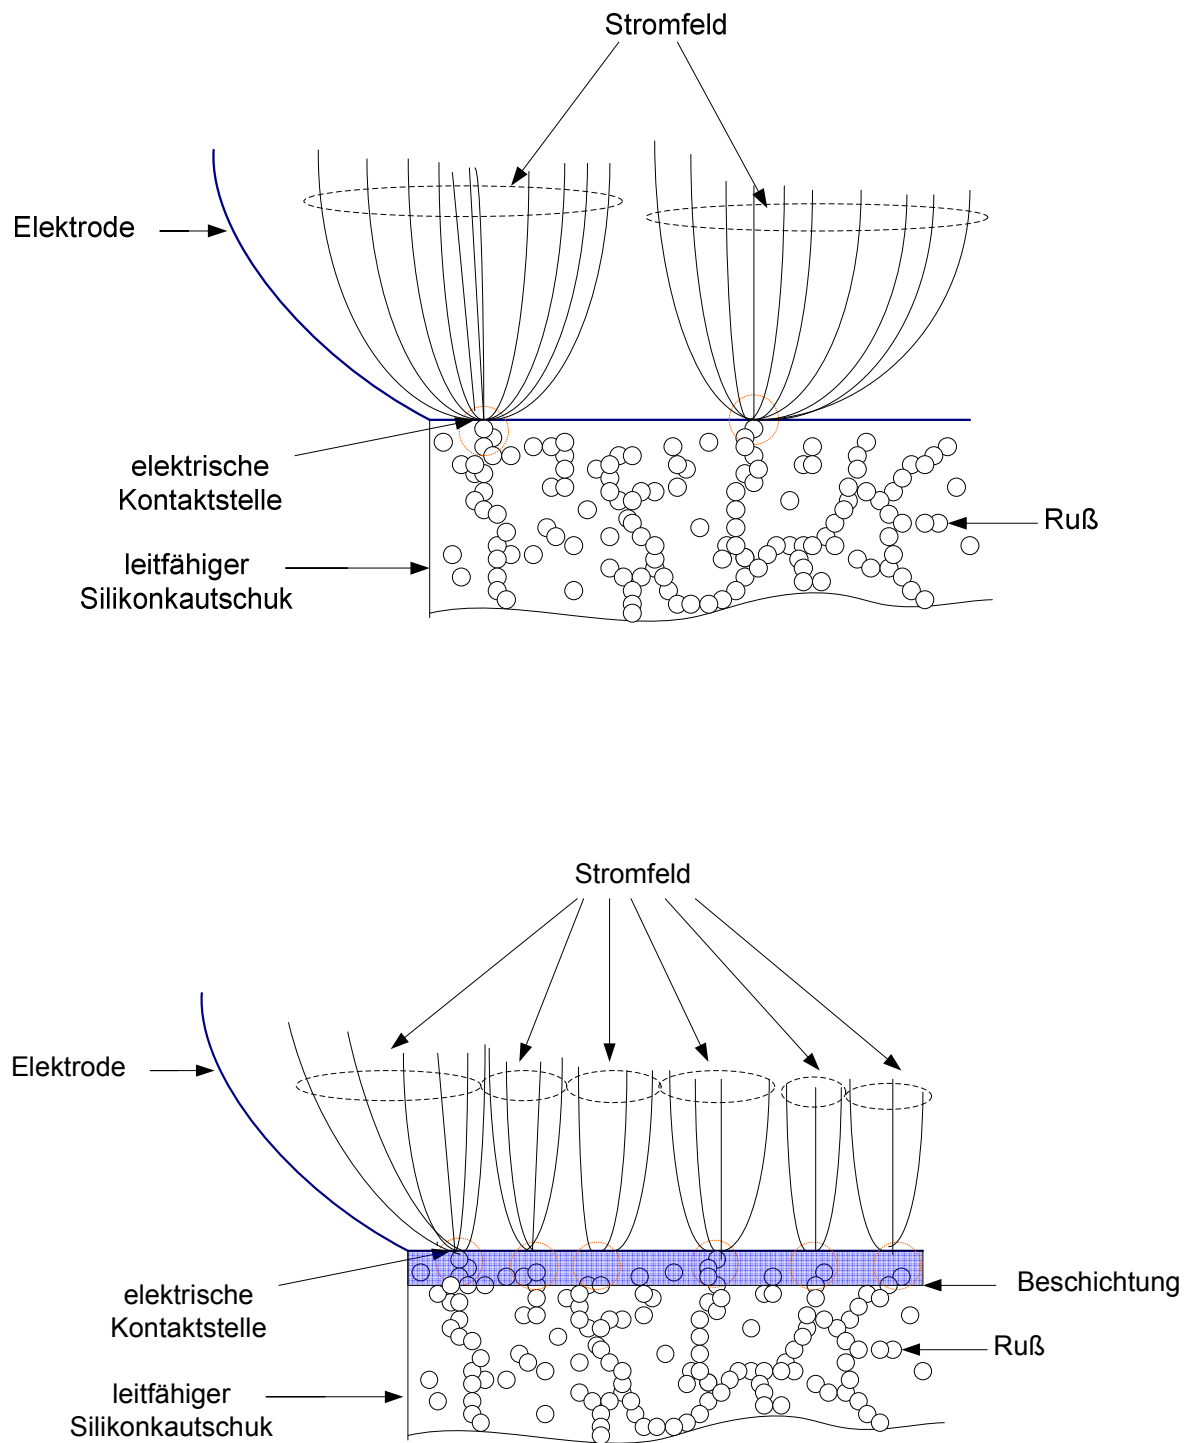 Stromfeld
Elektrode
elektrische
Kontaktstelle
Ruß
leitfähiger
Silikonkautschuk
Stromfeld
Elektrode
Beschichtung
elektrische
Kontaktstelle
Ruß
leitfähiger
Silikonkautschuk